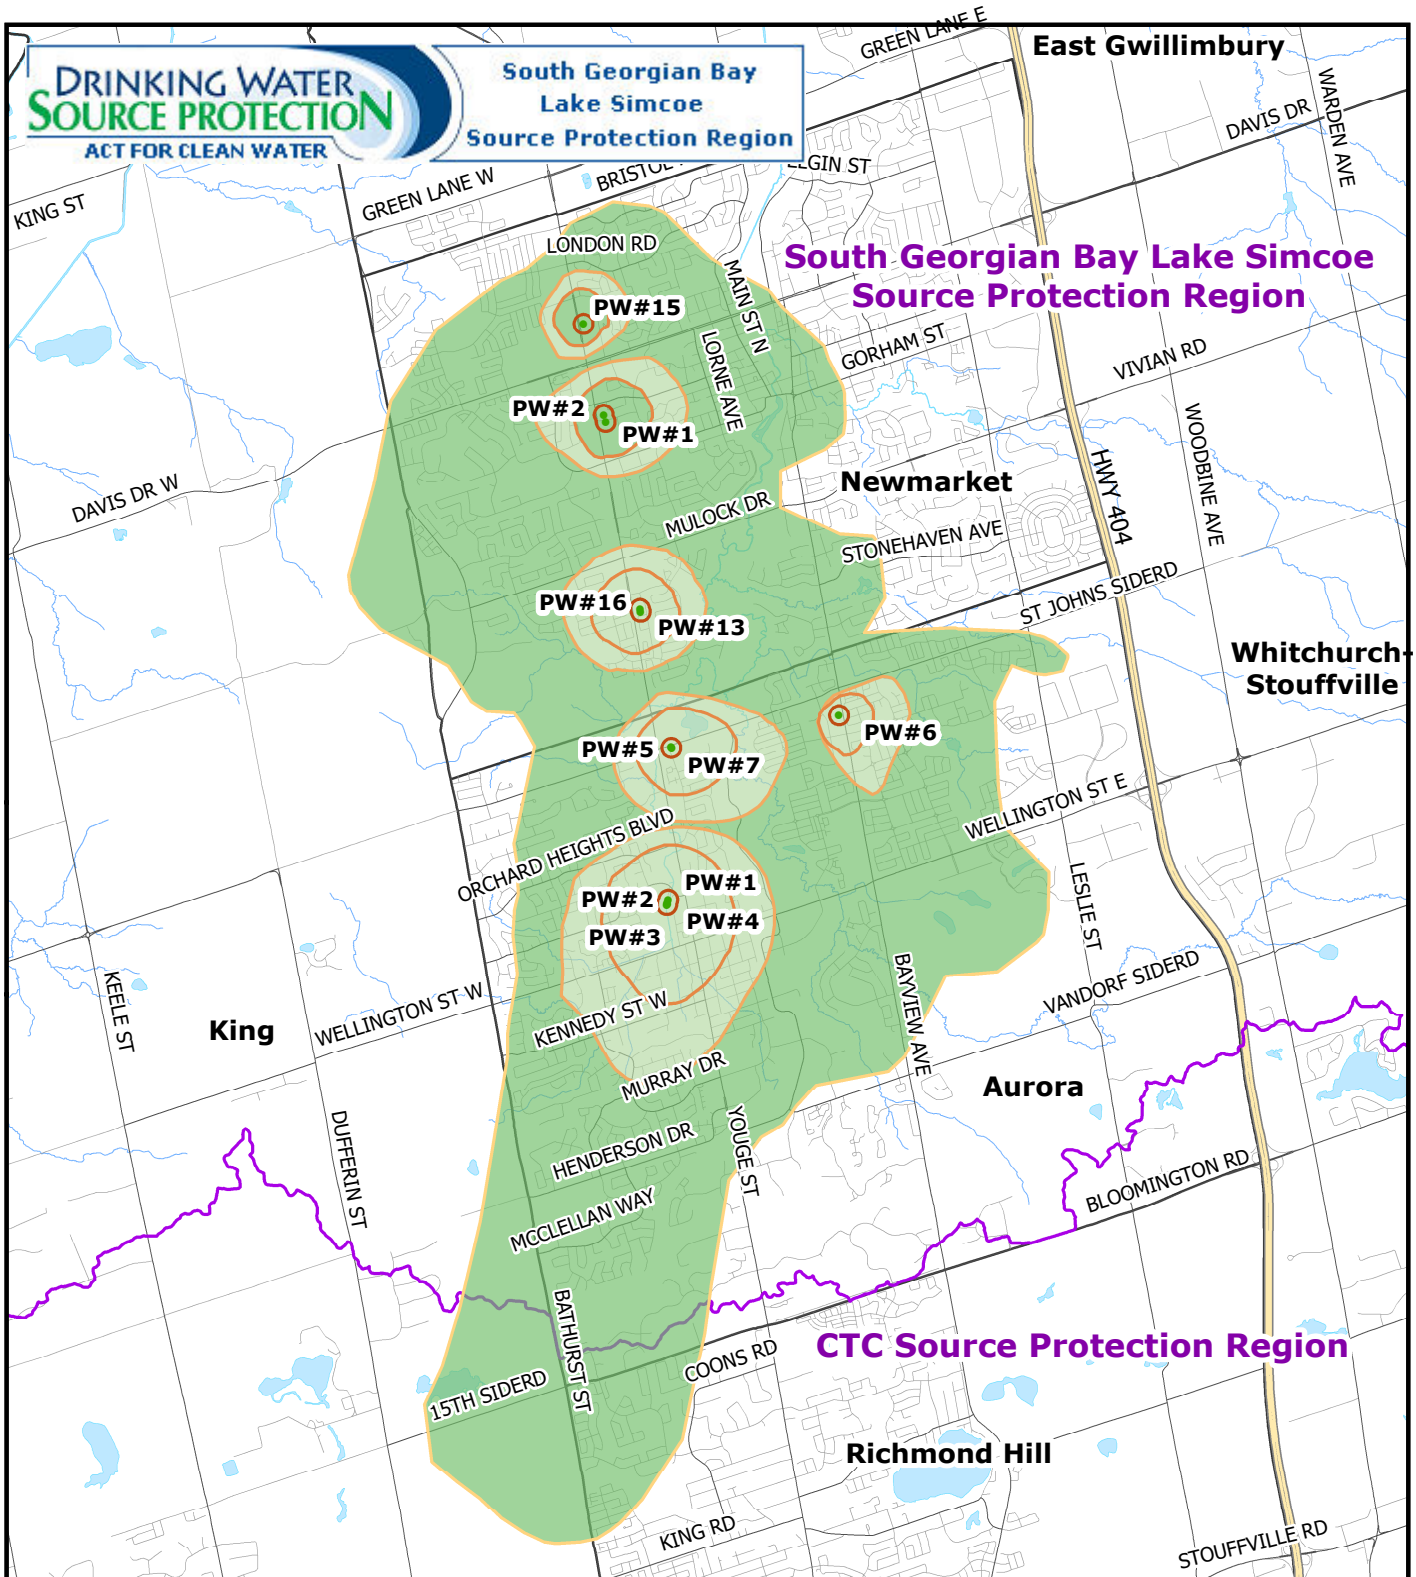 GREEN LANE E
East Gwillimbury
DRINKING WATER
SOURCE PROTECTION
ACT FOR CLEAN WATER
South Georgian Bay
Lake Simcoe
Source Protection Region
WARDEN AVE
DAVIS DR
ELGIN ST
BRISTOL
GREEN LANE W
KING ST
LONDON RD
South Georgian Bay Lake Simcoe
Source Protection Region
MAIN ST N
PW#15
LORNE AVE
GORHAM ST
VIVIAN RD
PW#2
PW#1
WOODBINE AVE
HWY 404
Newmarket
DAVIS DR W
MULOCK DR
STONEHAVEN AVE
ST JOHNS SIDERD
PW#16
PW#13
Whitchurch-
Stouffville
PW#6
PW#5
PW#7
WELLINGTON ST E
ORCHARD HEIGHTS BLVD
PW#1
PW#2
PW#4
PW#3
LESLIE ST
BAYVIEW AVE
VANDORF SIDERD
KEELE ST
King
WELLINGTON ST W
KENNEDY ST W
MURRAY DR
Aurora
DUFFERIN ST
YOUGE ST
HENDERSON DR
BLOOMINGTON RD
MCCLELLAN WAY
BATHURST ST
COONS RD
CTC Source Protection Region
15TH SIDERD
Richmond Hill
KING RD
STOUFFVILLE RD